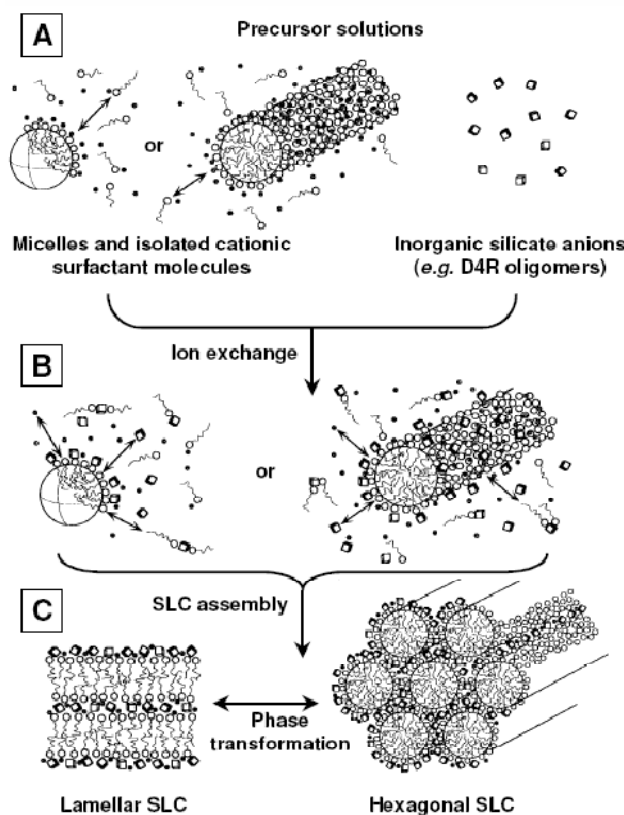 A
Precursor solutions
or
Micelles and isolated cationic
surfactant molecules
Inorganic silicate anions
(e.g. D4R oligomers)
Ion exchange
B
or
SLC assembly
C
Phase
transformation
Lamellar SLC
Hexagonal SLC